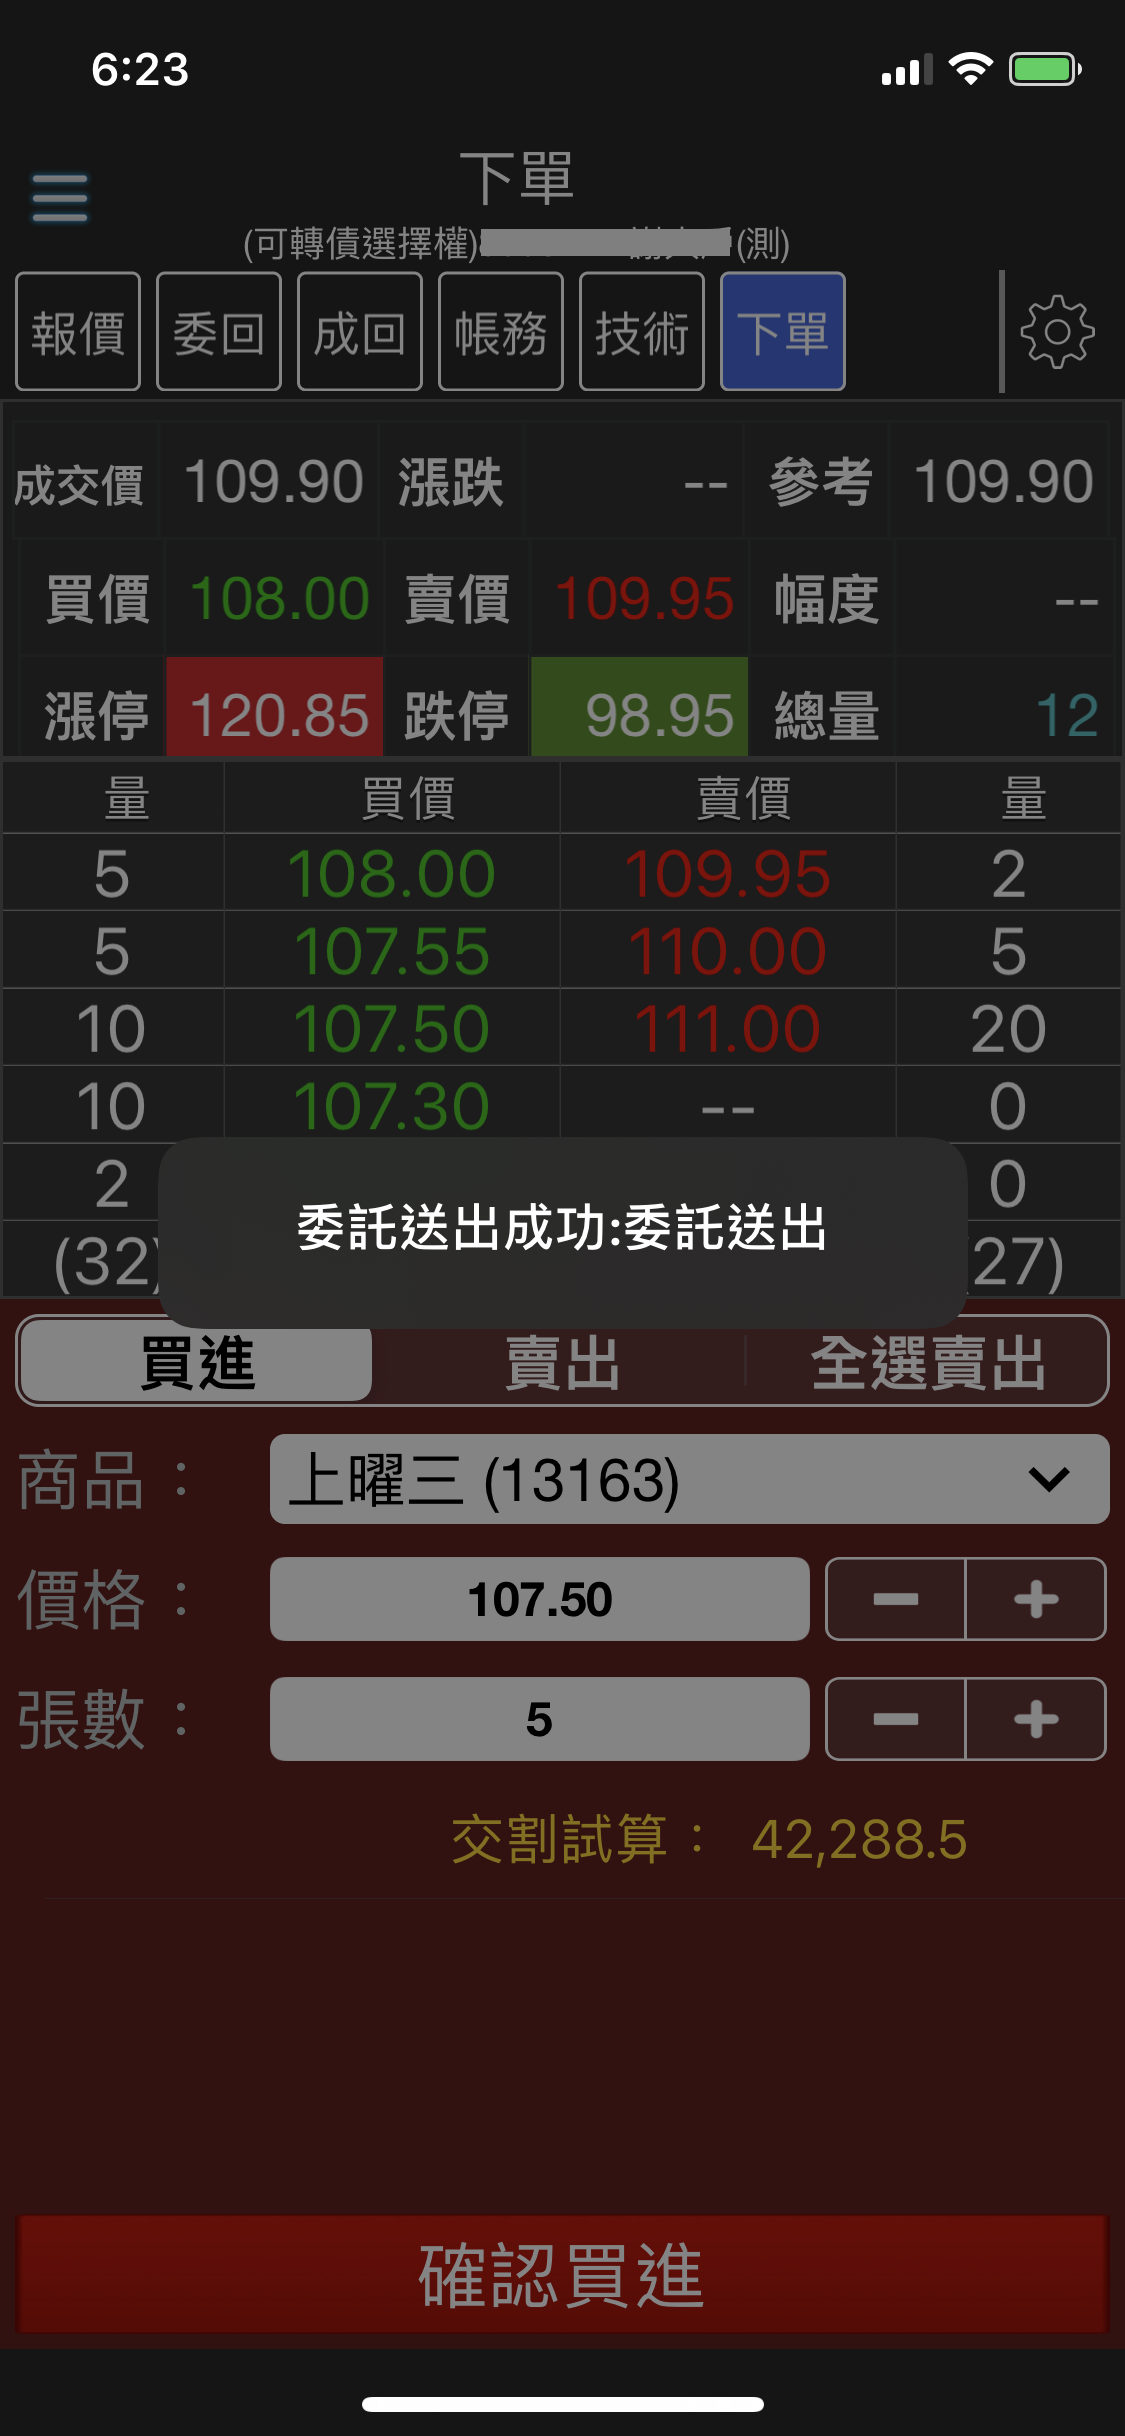 6:23
下單
(可轉債選擇權)
(測)
報價 委回 成回 帳務 技術 下單
成交價 109.90 漲跌 -- 參考 109.90
買價 108.00 賣價 109.95 幅度 --
漲停 120.85 跌停 98.95 總量 12
量 買價 賣價 量
5 108.00 109.95 2
5 107.55 110.00 5
10 107.50 111.00 20
10 107.30 -- 0
2 0
(32) 27)
委託送出成功:委託送出
買進 賣出 全選賣出
商品： 上曜三 (13163)
價格： 107.50
張數： 5
交割試算： 42,288.5
確認買進